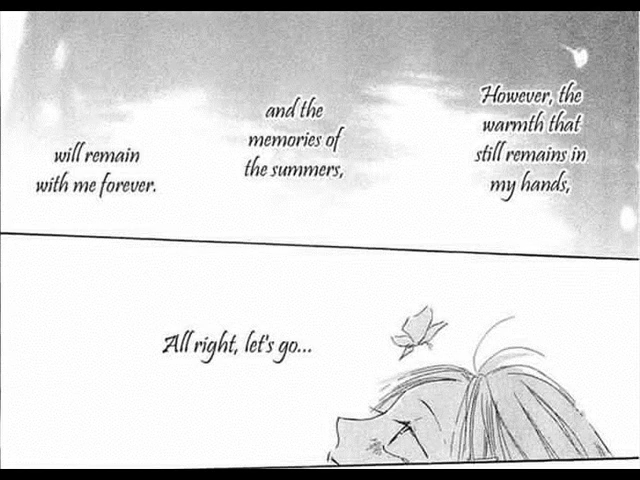 However, the
warmth that
still remains in
my hands,
and the
memories of
the summers,
will remain
with me forever.
All right, let's go...